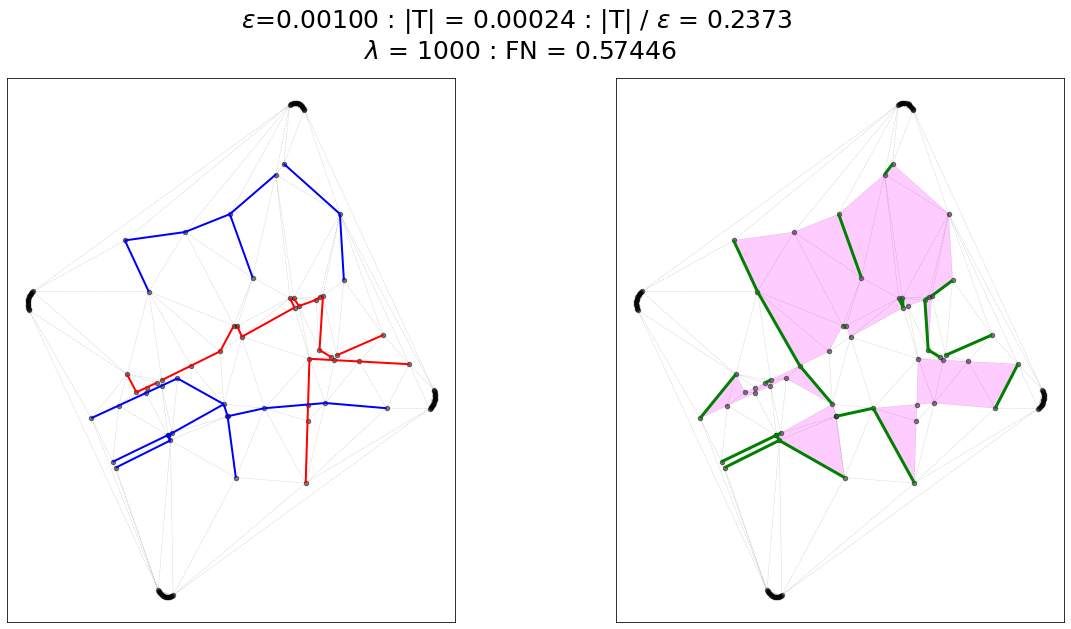 ε=0.00100 : |T| = 0.00024 : |T| / ε = 0.2373
λ = 1000 : FN = 0.57446